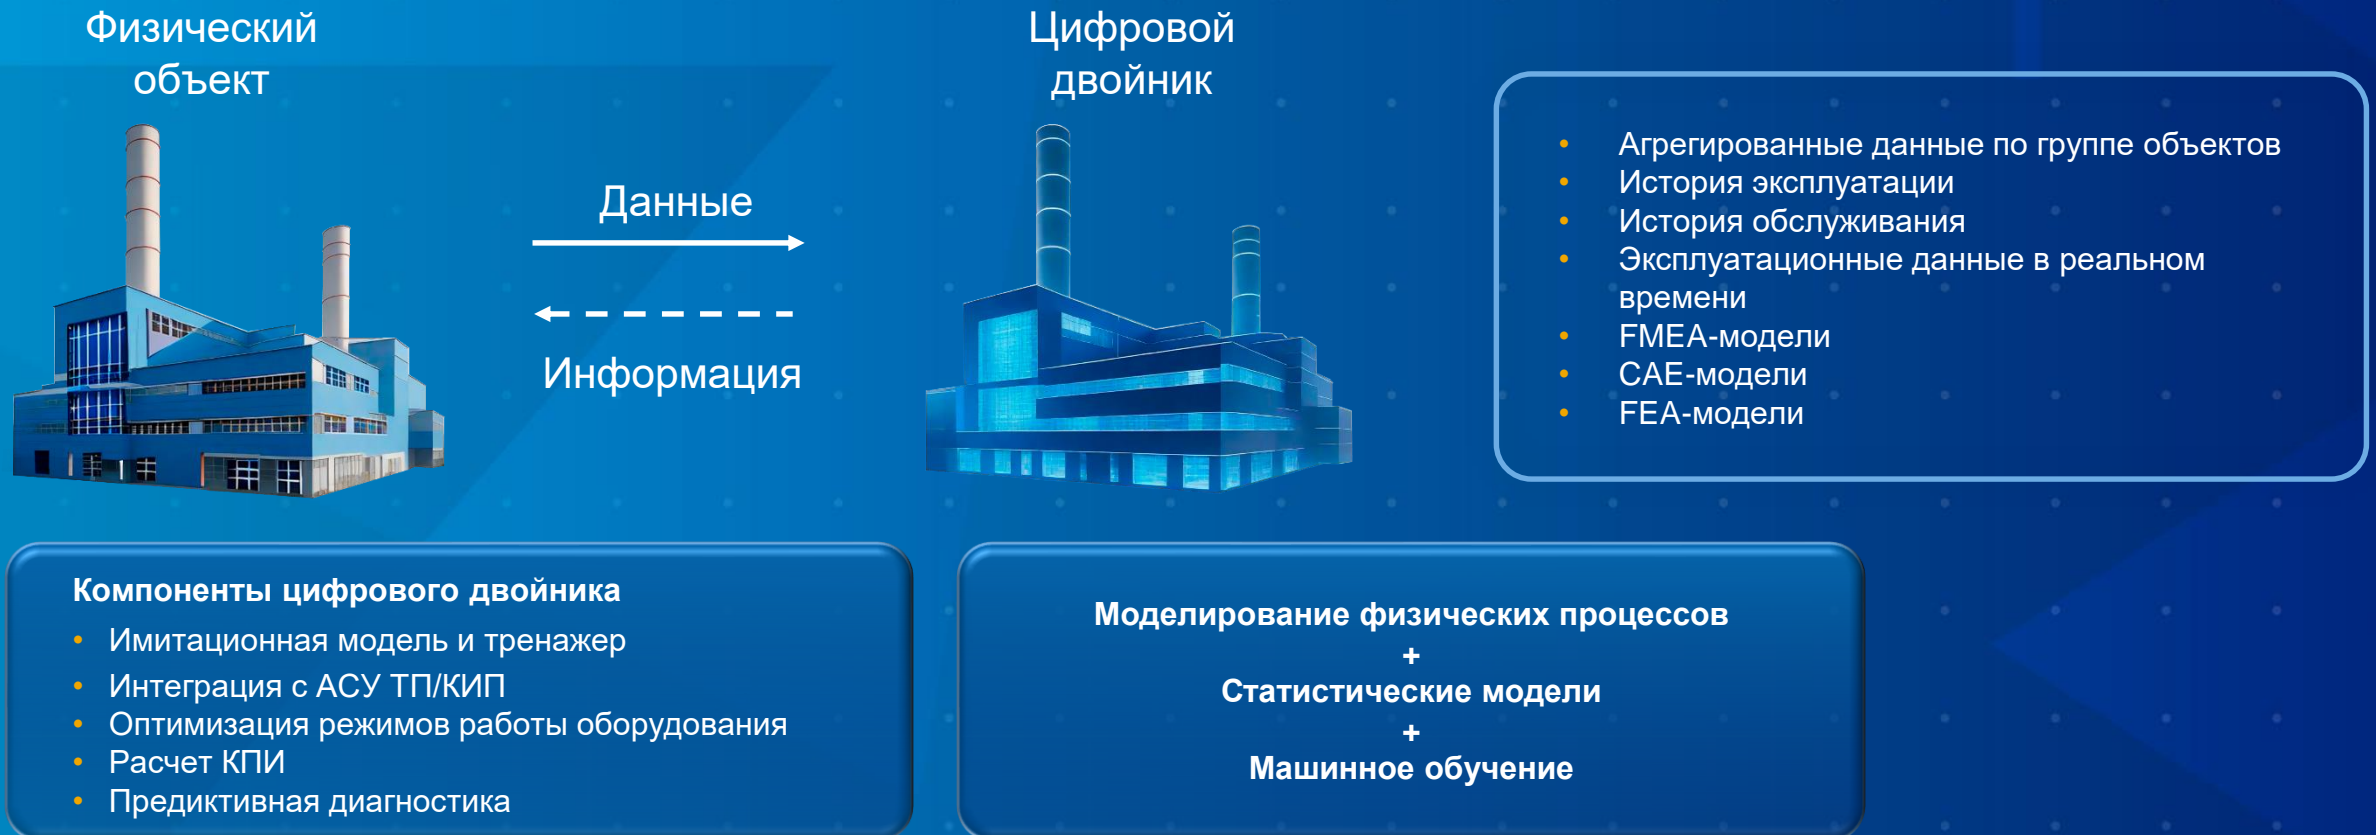 Физический
объект
Данные
Информация
Цифровой
двойник
• Агрегированные данные по группе объектов
• История эксплуатации
• История обслуживания
• Эксплуатационные данные в реальном
времени
• FMEA-модели
• CAE-модели
• FEA-модели
Компоненты цифрового двойника
• Имитационная модель и тренажер
• Интеграция с АСУ ТП/КИП
• Оптимизация режимов работы оборудования
• Расчет КПИ
• Предиктивная диагностика
Моделирование физических процессов
+
Статистические модели
+
Машинное обучение